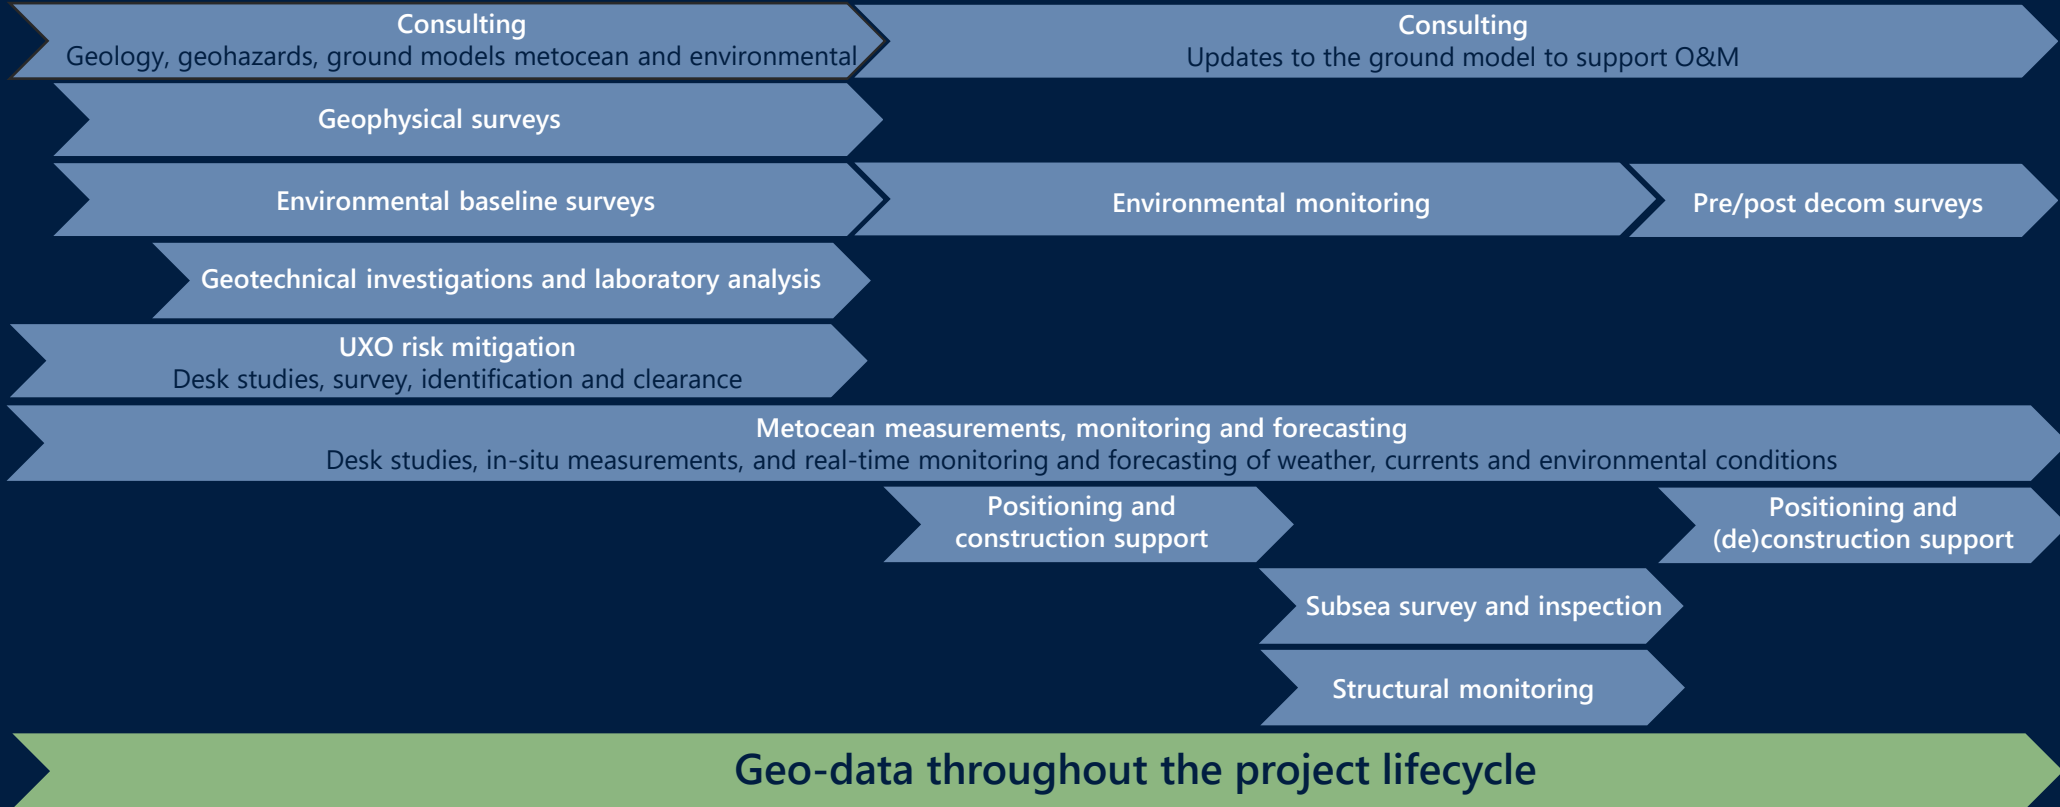 Consulting
Geology, geohazards, ground models metocean and environmental
Consulting
Updates to the ground model to support O&M
Geophysical surveys
Environmental baseline surveys
Environmental monitoring
Pre/post decom surveys
Geotechnical investigations and laboratory analysis
UXO risk mitigation
Desk studies, survey, identification and clearance
Metocean measurements, monitoring and forecasting
Desk studies, in-situ measurements, and real-time monitoring and forecasting of weather, currents and environmental conditions
Positioning and
construction support
Positioning and
(de)construction support
Subsea survey and inspection
Structural monitoring
Geo-data throughout the project lifecycle